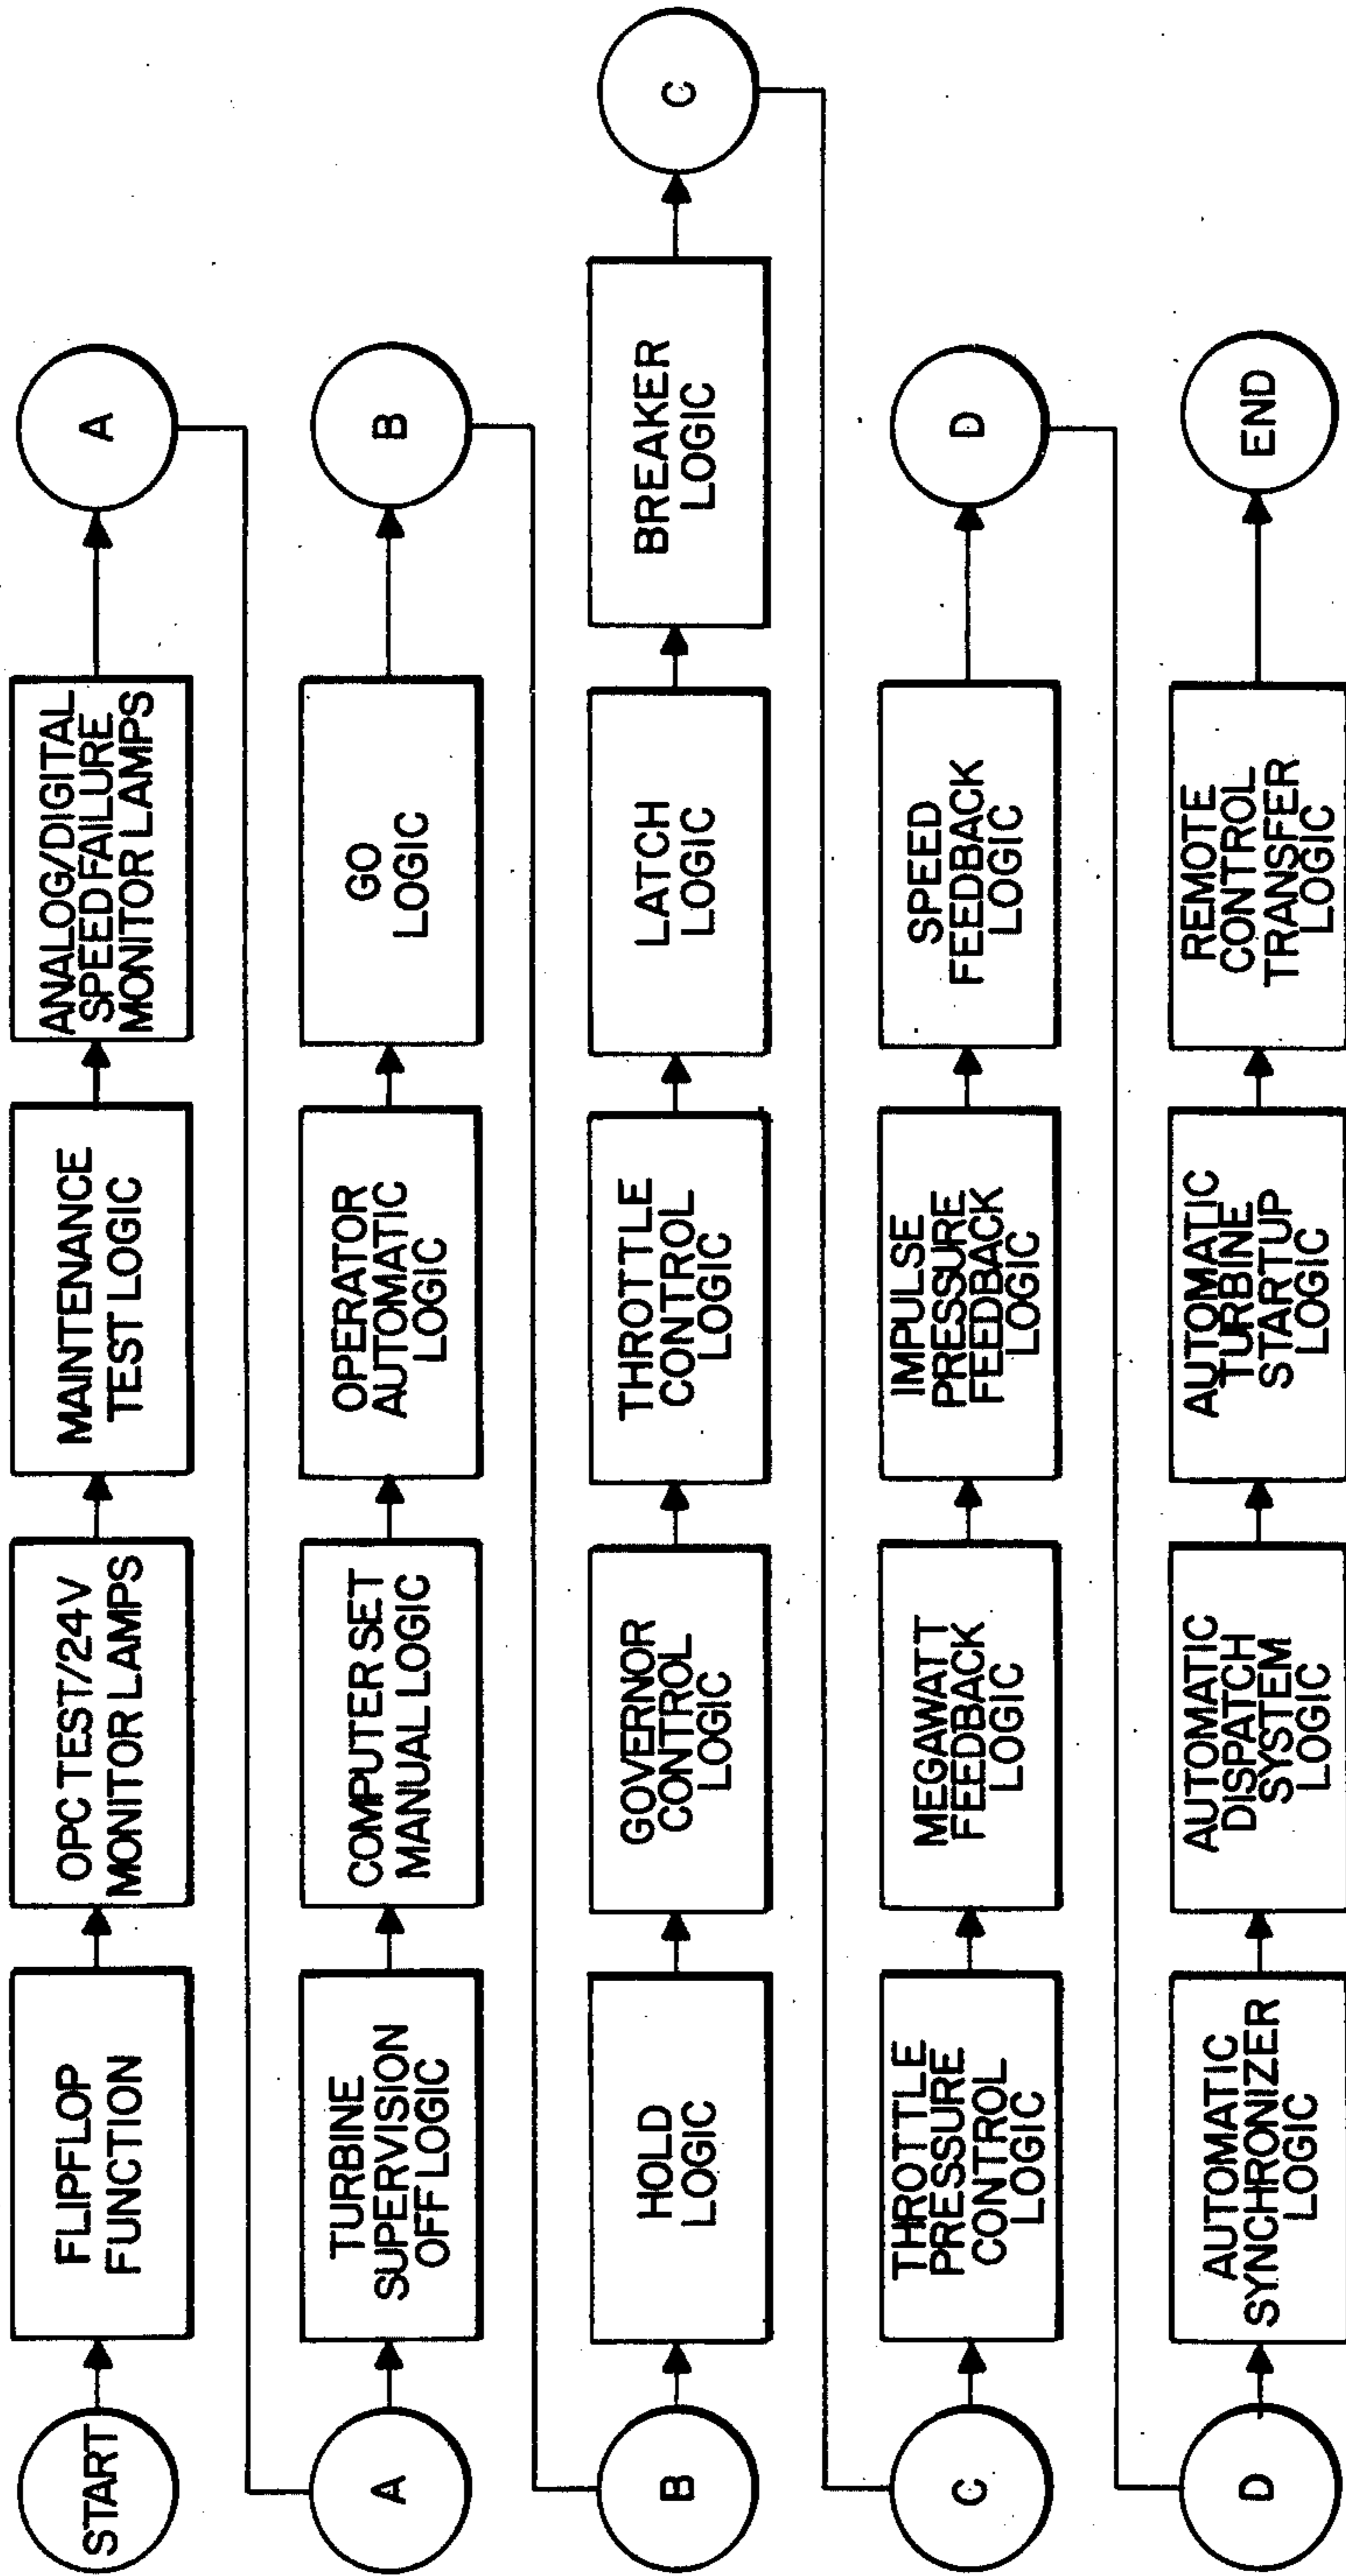 START
FLIPFLOP
FUNCTION
OPC TEST/24V
MONITOR LAMPS
MAINTENANCE
TEST LOGIC
ANALOG/DIGITAL
SPEED FAILURE
MONITOR LAMPS
A
A
TURBINE
SUPERVISION
OFF LOGIC
COMPUTER SET
MANUAL LOGIC
OPERATOR
AUTOMATIC
LOGIC
GO
LOGIC
B
B
HOLD
LOGIC
GOVERNOR
CONTROL
LOGIC
THROTTLE
CONTROL
LOGIC
LATCH
LOGIC
BREAKER
LOGIC
C
C
THROTTLE
PRESSURE
CONTROL
LOGIC
MEGAWATT
FEEDBACK
LOGIC
IMPULSE
PRESSURE
FEEDBACK
LOGIC
SPEED
FEEDBACK
LOGIC
D
D
AUTOMATIC
SYNCHRONIZER
LOGIC
AUTOMATIC
DISPATCH
SYSTEM
LOGIC
AUTOMATIC
TURBINE
STARTUP
LOGIC
REMOTE
CONTROL
TRANSFER
LOGIC
END